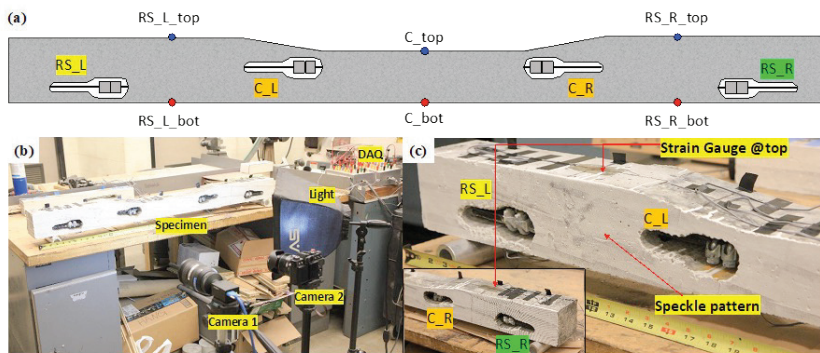 (a)
RS_L_top
C_top
RS_R_top
RS_L
C_L
C_R
RS_R
RS_L_bot
C_bot
RS_R_bot
(b)
DAQ
Light
Specimen
Camera 2
Camera 1
(c)
Strain Gauge @top
RS_L
C_L
Speckle pattern
C_R
RS_R